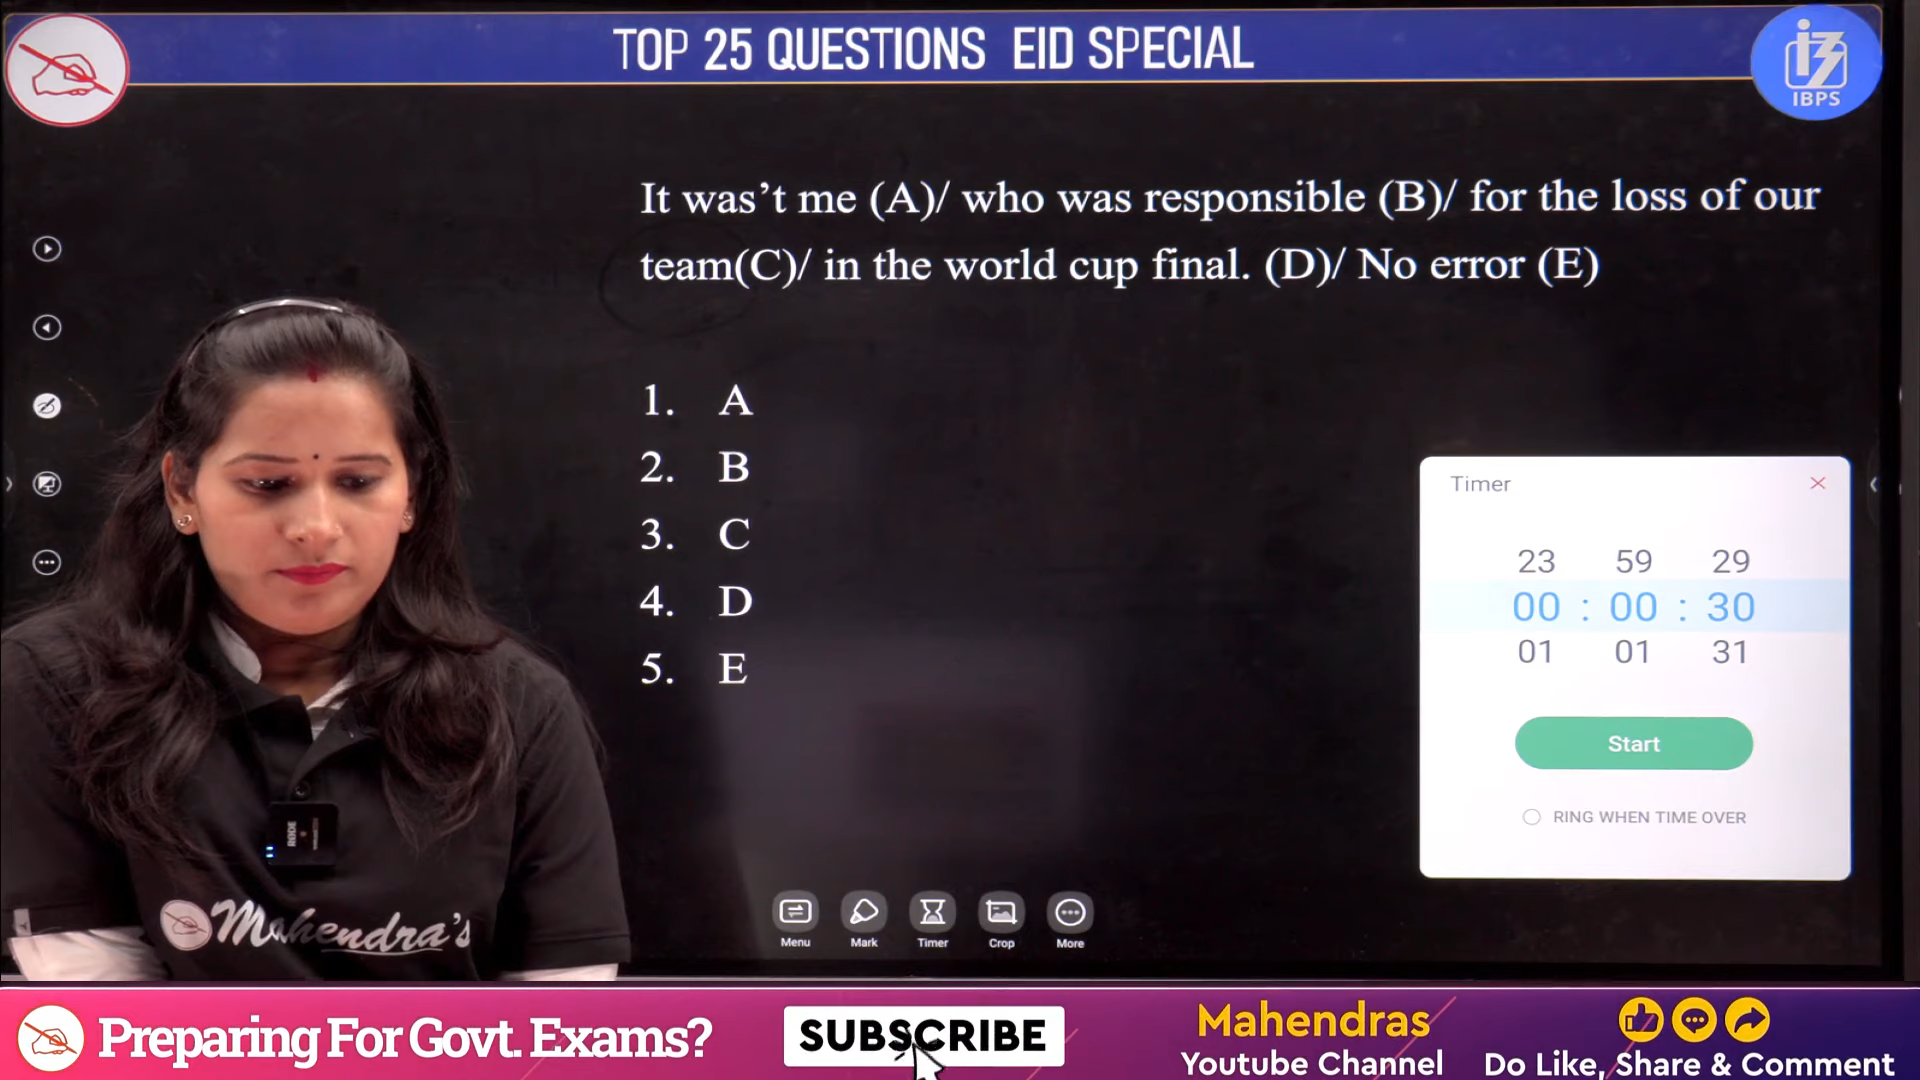 TOP 25 QUESTIONS EID SPECIAL
IBPS
It was’t me (A)/ who was responsible (B)/ for the loss of our
team(C)/ in the world cup final. (D)/ No error (E)
1. A
2. B
3. C
4. D
5. E
Timer
23 59 29
00 : 00 : 30
01 01 31
Start
RING WHEN TIME OVER
RODE
Mahendra's
Menu Mark Timer Crop More
Preparing For Govt. Exams?
SUBSCRIBE
Mahendras
Youtube Channel
Do Like, Share & Comment